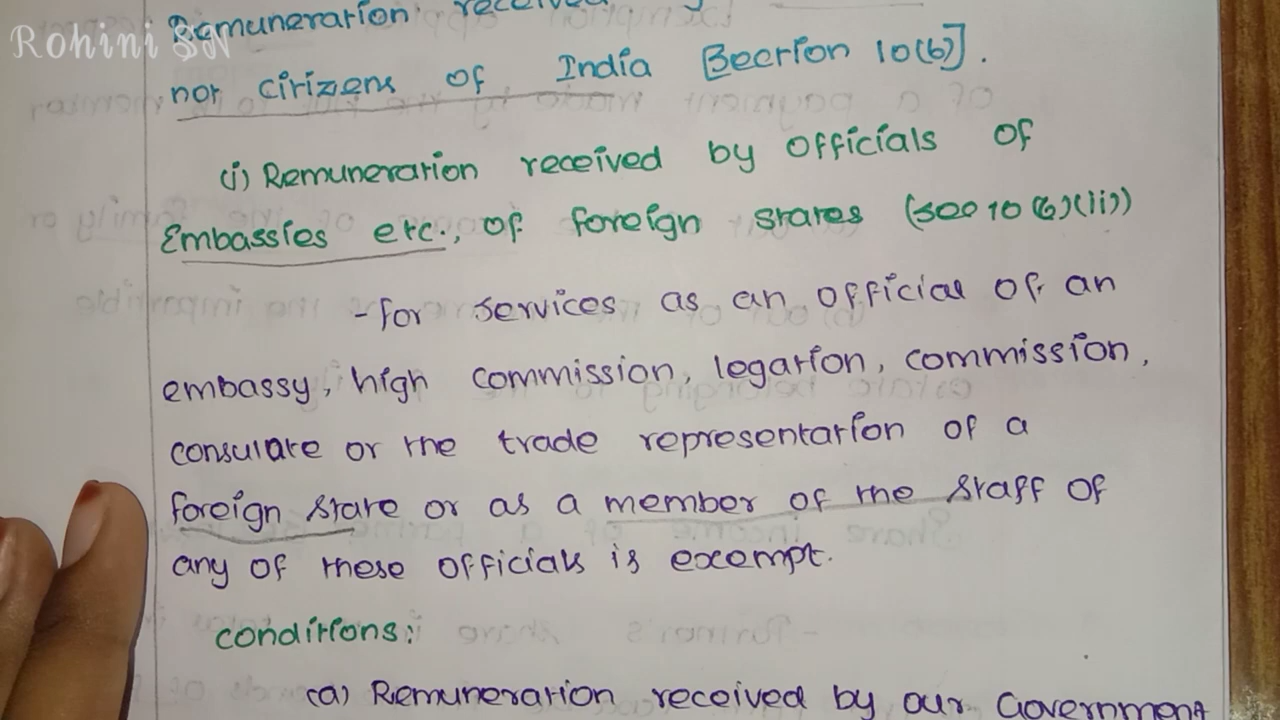 Rohini SN
Remuneration received
not citizens of India [Section 10(6)].
(i) Remuneration received by officials of
Embassies etc., of foreign states (sec 10(6)(ii))
- for services as an official of an
embassy, high commission, legation, commission,
consulate or the trade representation of a
foreign state or as a member of the staff of
any of these officials is exempt.
conditions:
(a) Remuneration received by our Government